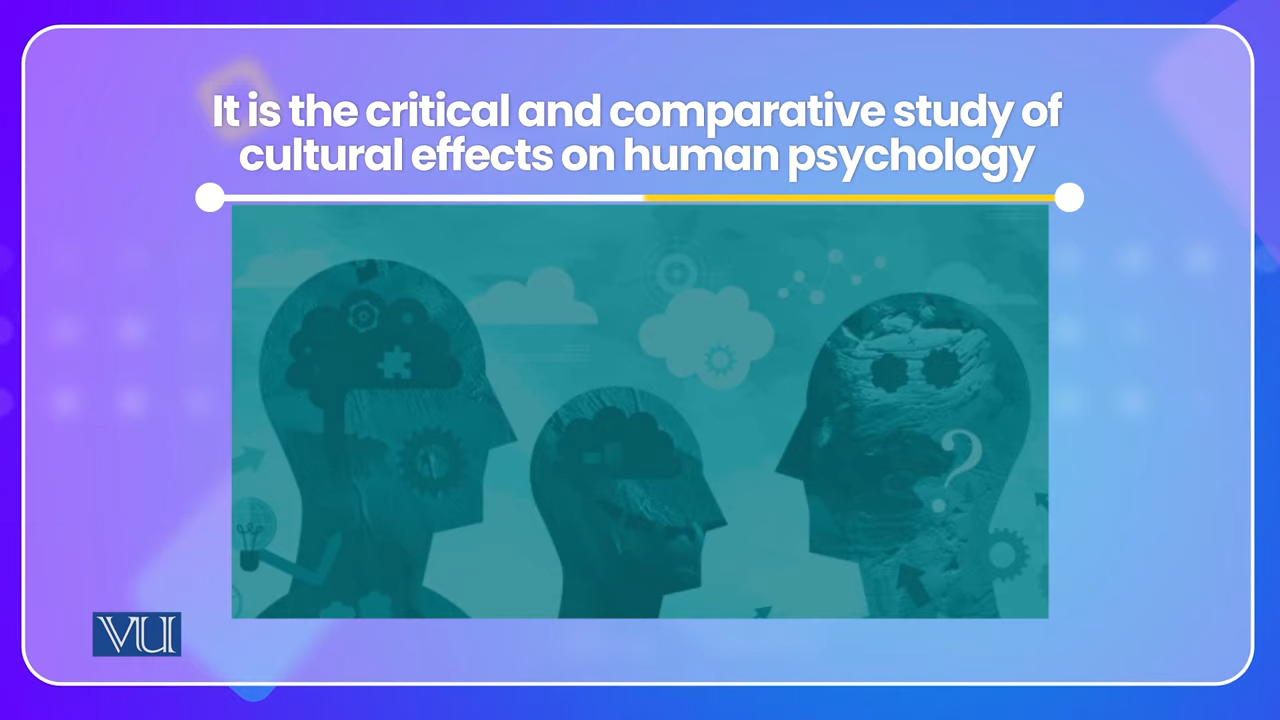 It is the critical and comparative study of
cultural effects on human psychology
?
VU